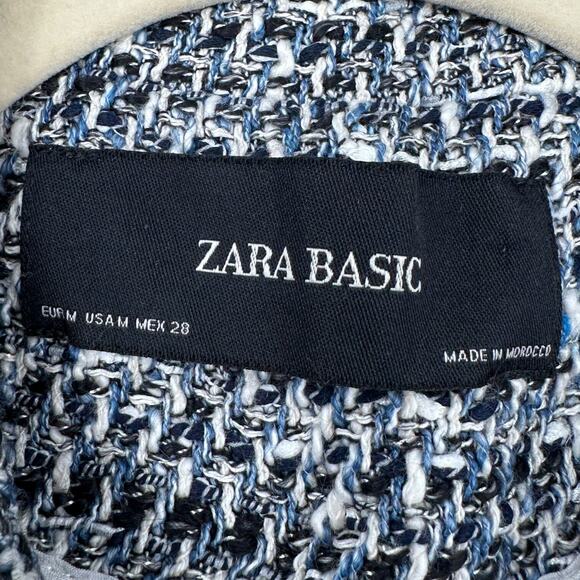 ZARA BASIC
EUR M USA M MEX 28
MADE IN MOROCCO